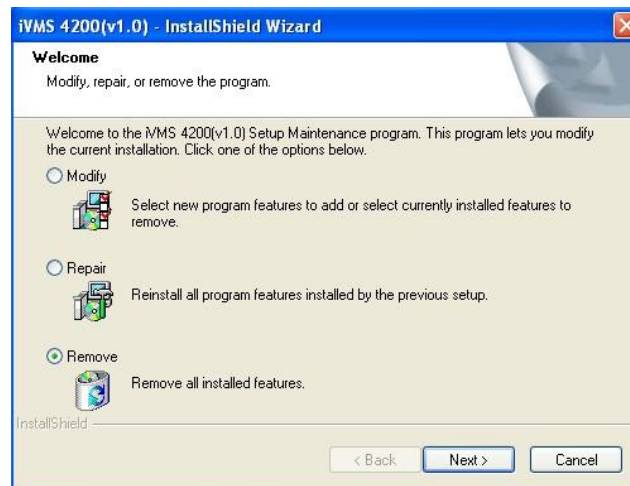 iVMS 4200(v1.0) - InstallShield Wizard
Welcome
Modify, repair, or remove the program.
Welcome to the iVMS 4200(v1.0) Setup Maintenance program. This program lets you modify
the current installation. Click one of the options below.
Modify
Select new program features to add or select currently installed features to
remove.
Repair
Reinstall all program features installed by the previous setup.
Remove
Remove all installed features.
InstallShield
< Back
Next >
Cancel